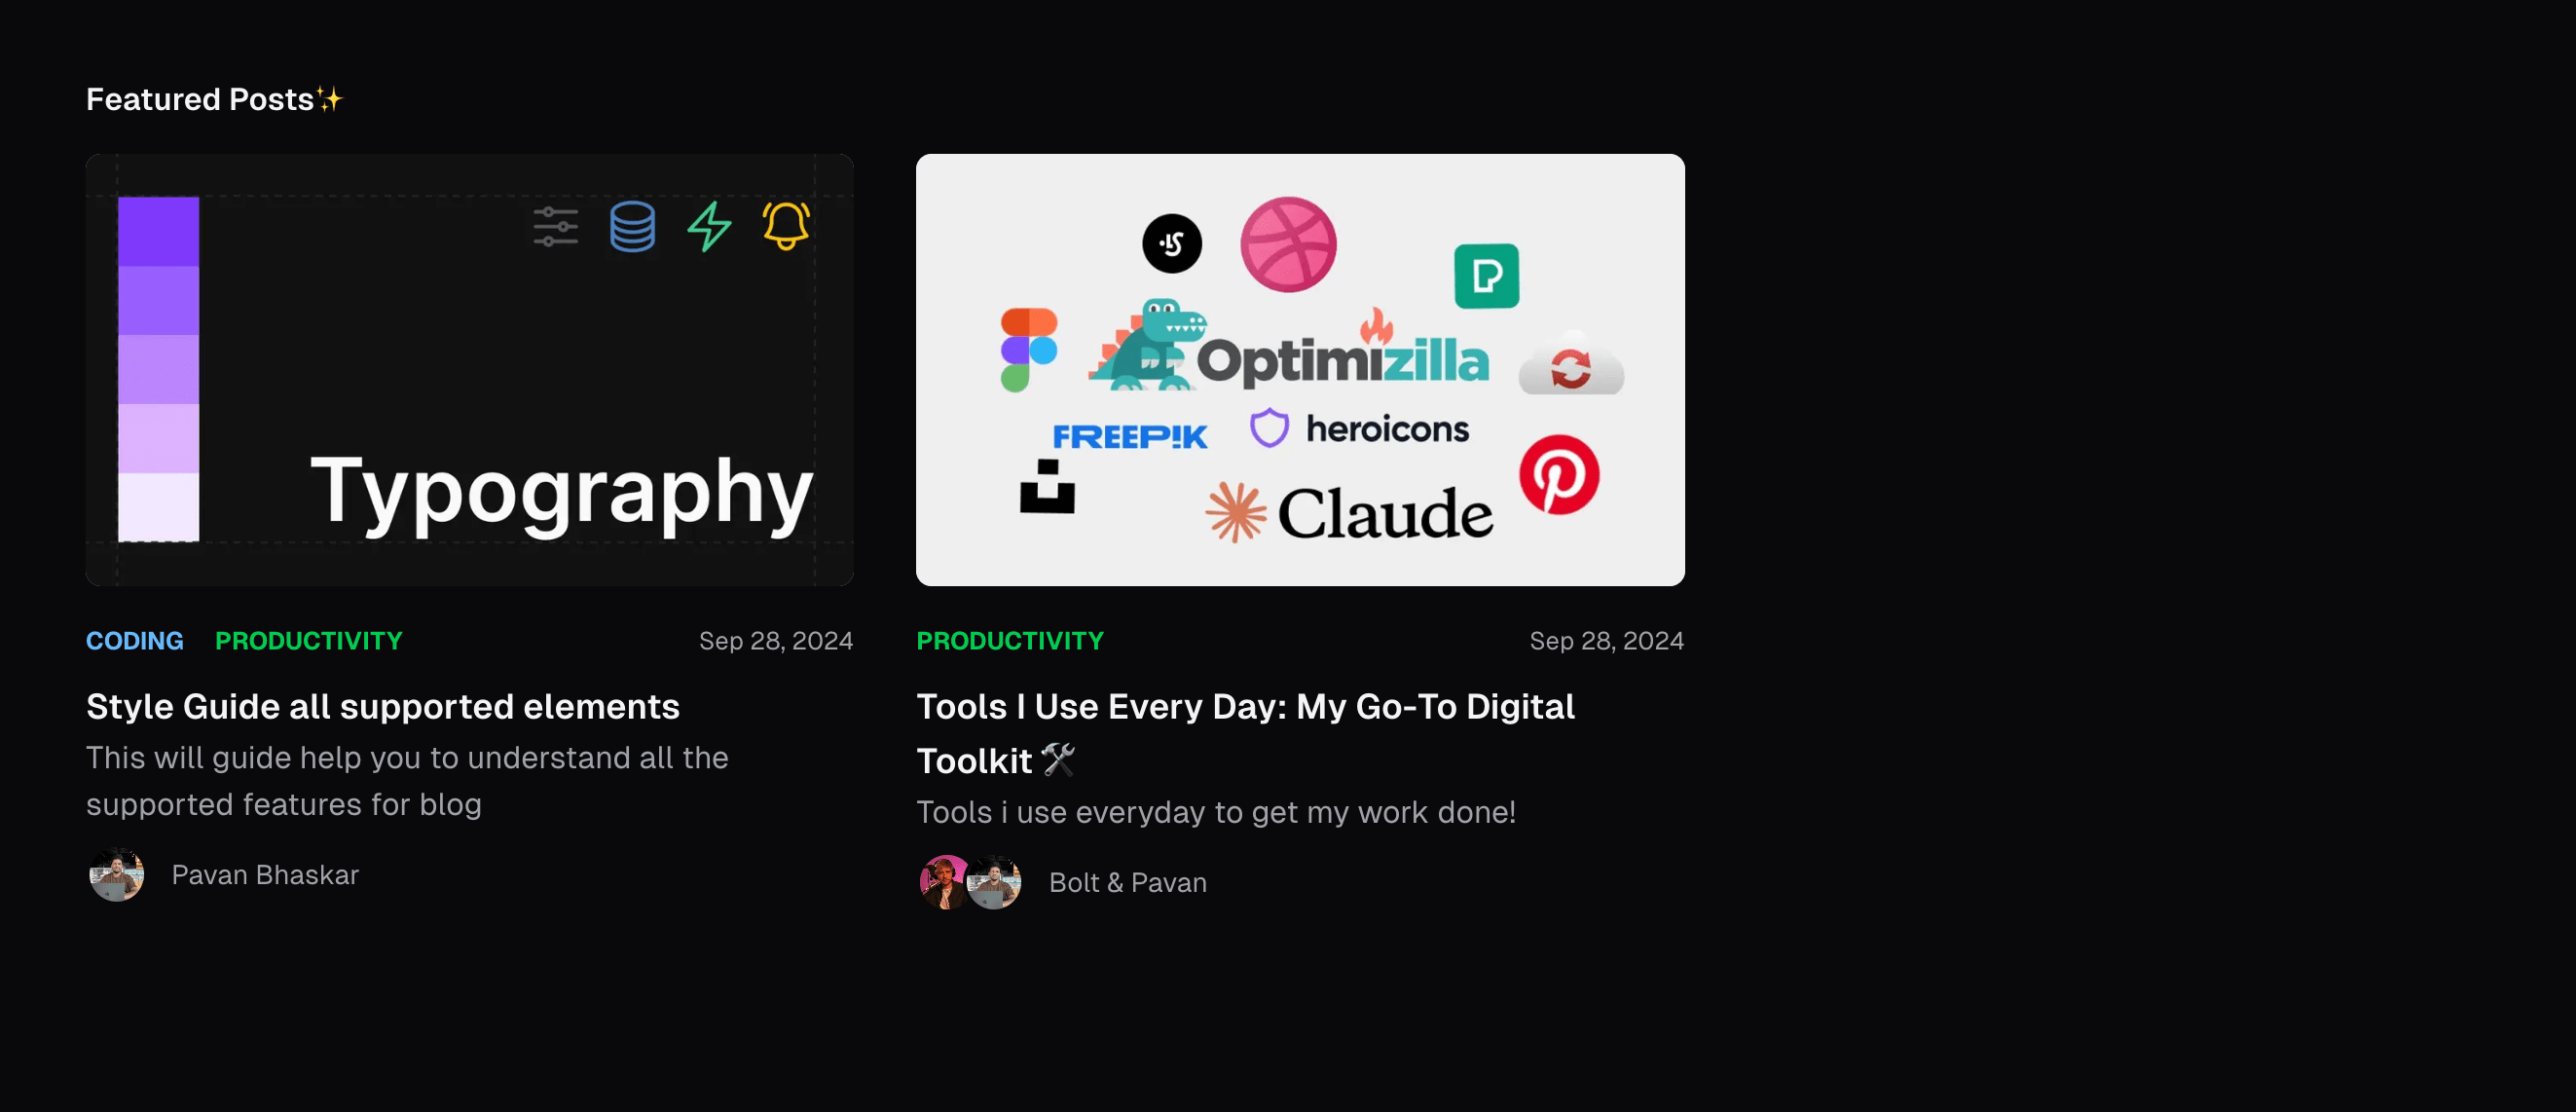 Featured Posts✨
Typography
CODING PRODUCTIVITY Sep 28, 2024
Style Guide all supported elements
This will guide help you to understand all the
supported features for blog
Pavan Bhaskar
Optimizilla
FREEP!K
heroicons
Claude
PRODUCTIVITY Sep 28, 2024
Tools I Use Every Day: My Go-To Digital
Toolkit 🛠️
Tools i use everyday to get my work done!
Bolt & Pavan